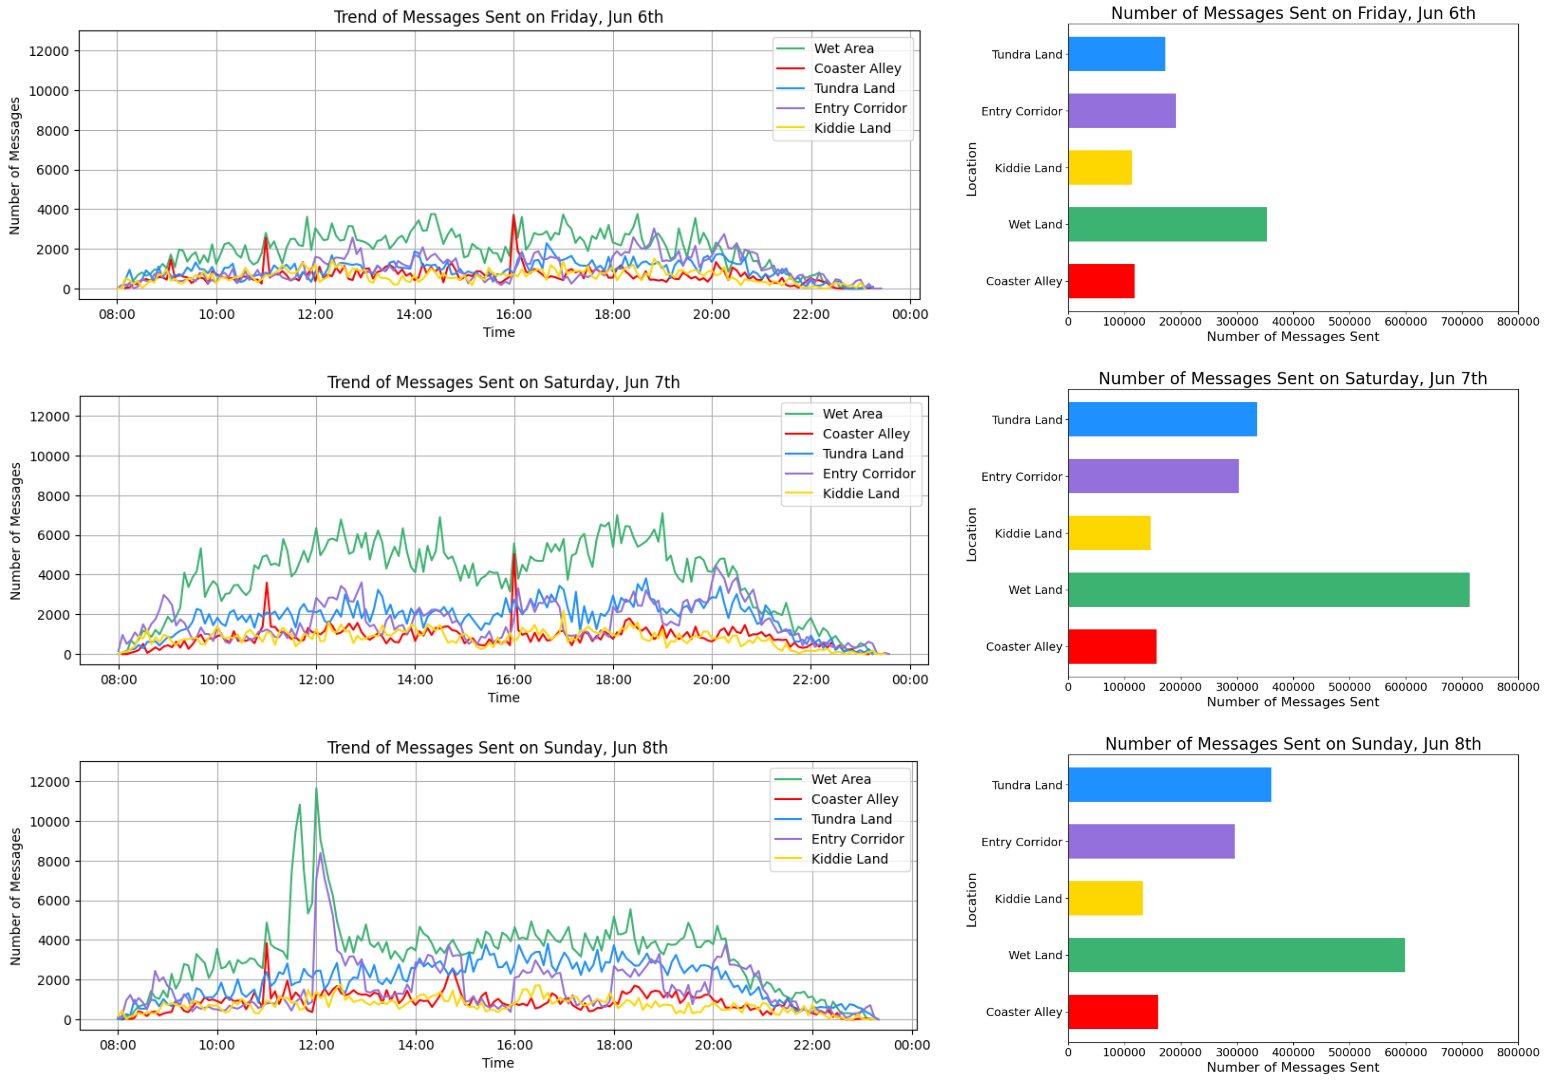 Trend of Messages Sent on Friday, Jun 6th
Number of Messages
12000
10000
8000
6000
4000
2000
0
08:00 10:00 12:00 14:00 16:00 18:00 20:00 22:00 00:00
Time
Wet Area
Coaster Alley
Tundra Land
Entry Corridor
Kiddie Land
Number of Messages Sent on Friday, Jun 6th
Location
Tundra Land
Entry Corridor
Kiddie Land
Wet Land
Coaster Alley
0 100000 200000 300000 400000 500000 600000 700000 800000
Number of Messages Sent
Trend of Messages Sent on Saturday, Jun 7th
Number of Messages
12000
10000
8000
6000
4000
2000
0
08:00 10:00 12:00 14:00 16:00 18:00 20:00 22:00 00:00
Time
Wet Area
Coaster Alley
Tundra Land
Entry Corridor
Kiddie Land
Number of Messages Sent on Saturday, Jun 7th
Location
Tundra Land
Entry Corridor
Kiddie Land
Wet Land
Coaster Alley
0 100000 200000 300000 400000 500000 600000 700000 800000
Number of Messages Sent
Trend of Messages Sent on Sunday, Jun 8th
Number of Messages
12000
10000
8000
6000
4000
2000
0
08:00 10:00 12:00 14:00 16:00 18:00 20:00 22:00 00:00
Time
Wet Area
Coaster Alley
Tundra Land
Entry Corridor
Kiddie Land
Number of Messages Sent on Sunday, Jun 8th
Location
Tundra Land
Entry Corridor
Kiddie Land
Wet Land
Coaster Alley
0 100000 200000 300000 400000 500000 600000 700000 800000
Number of Messages Sent